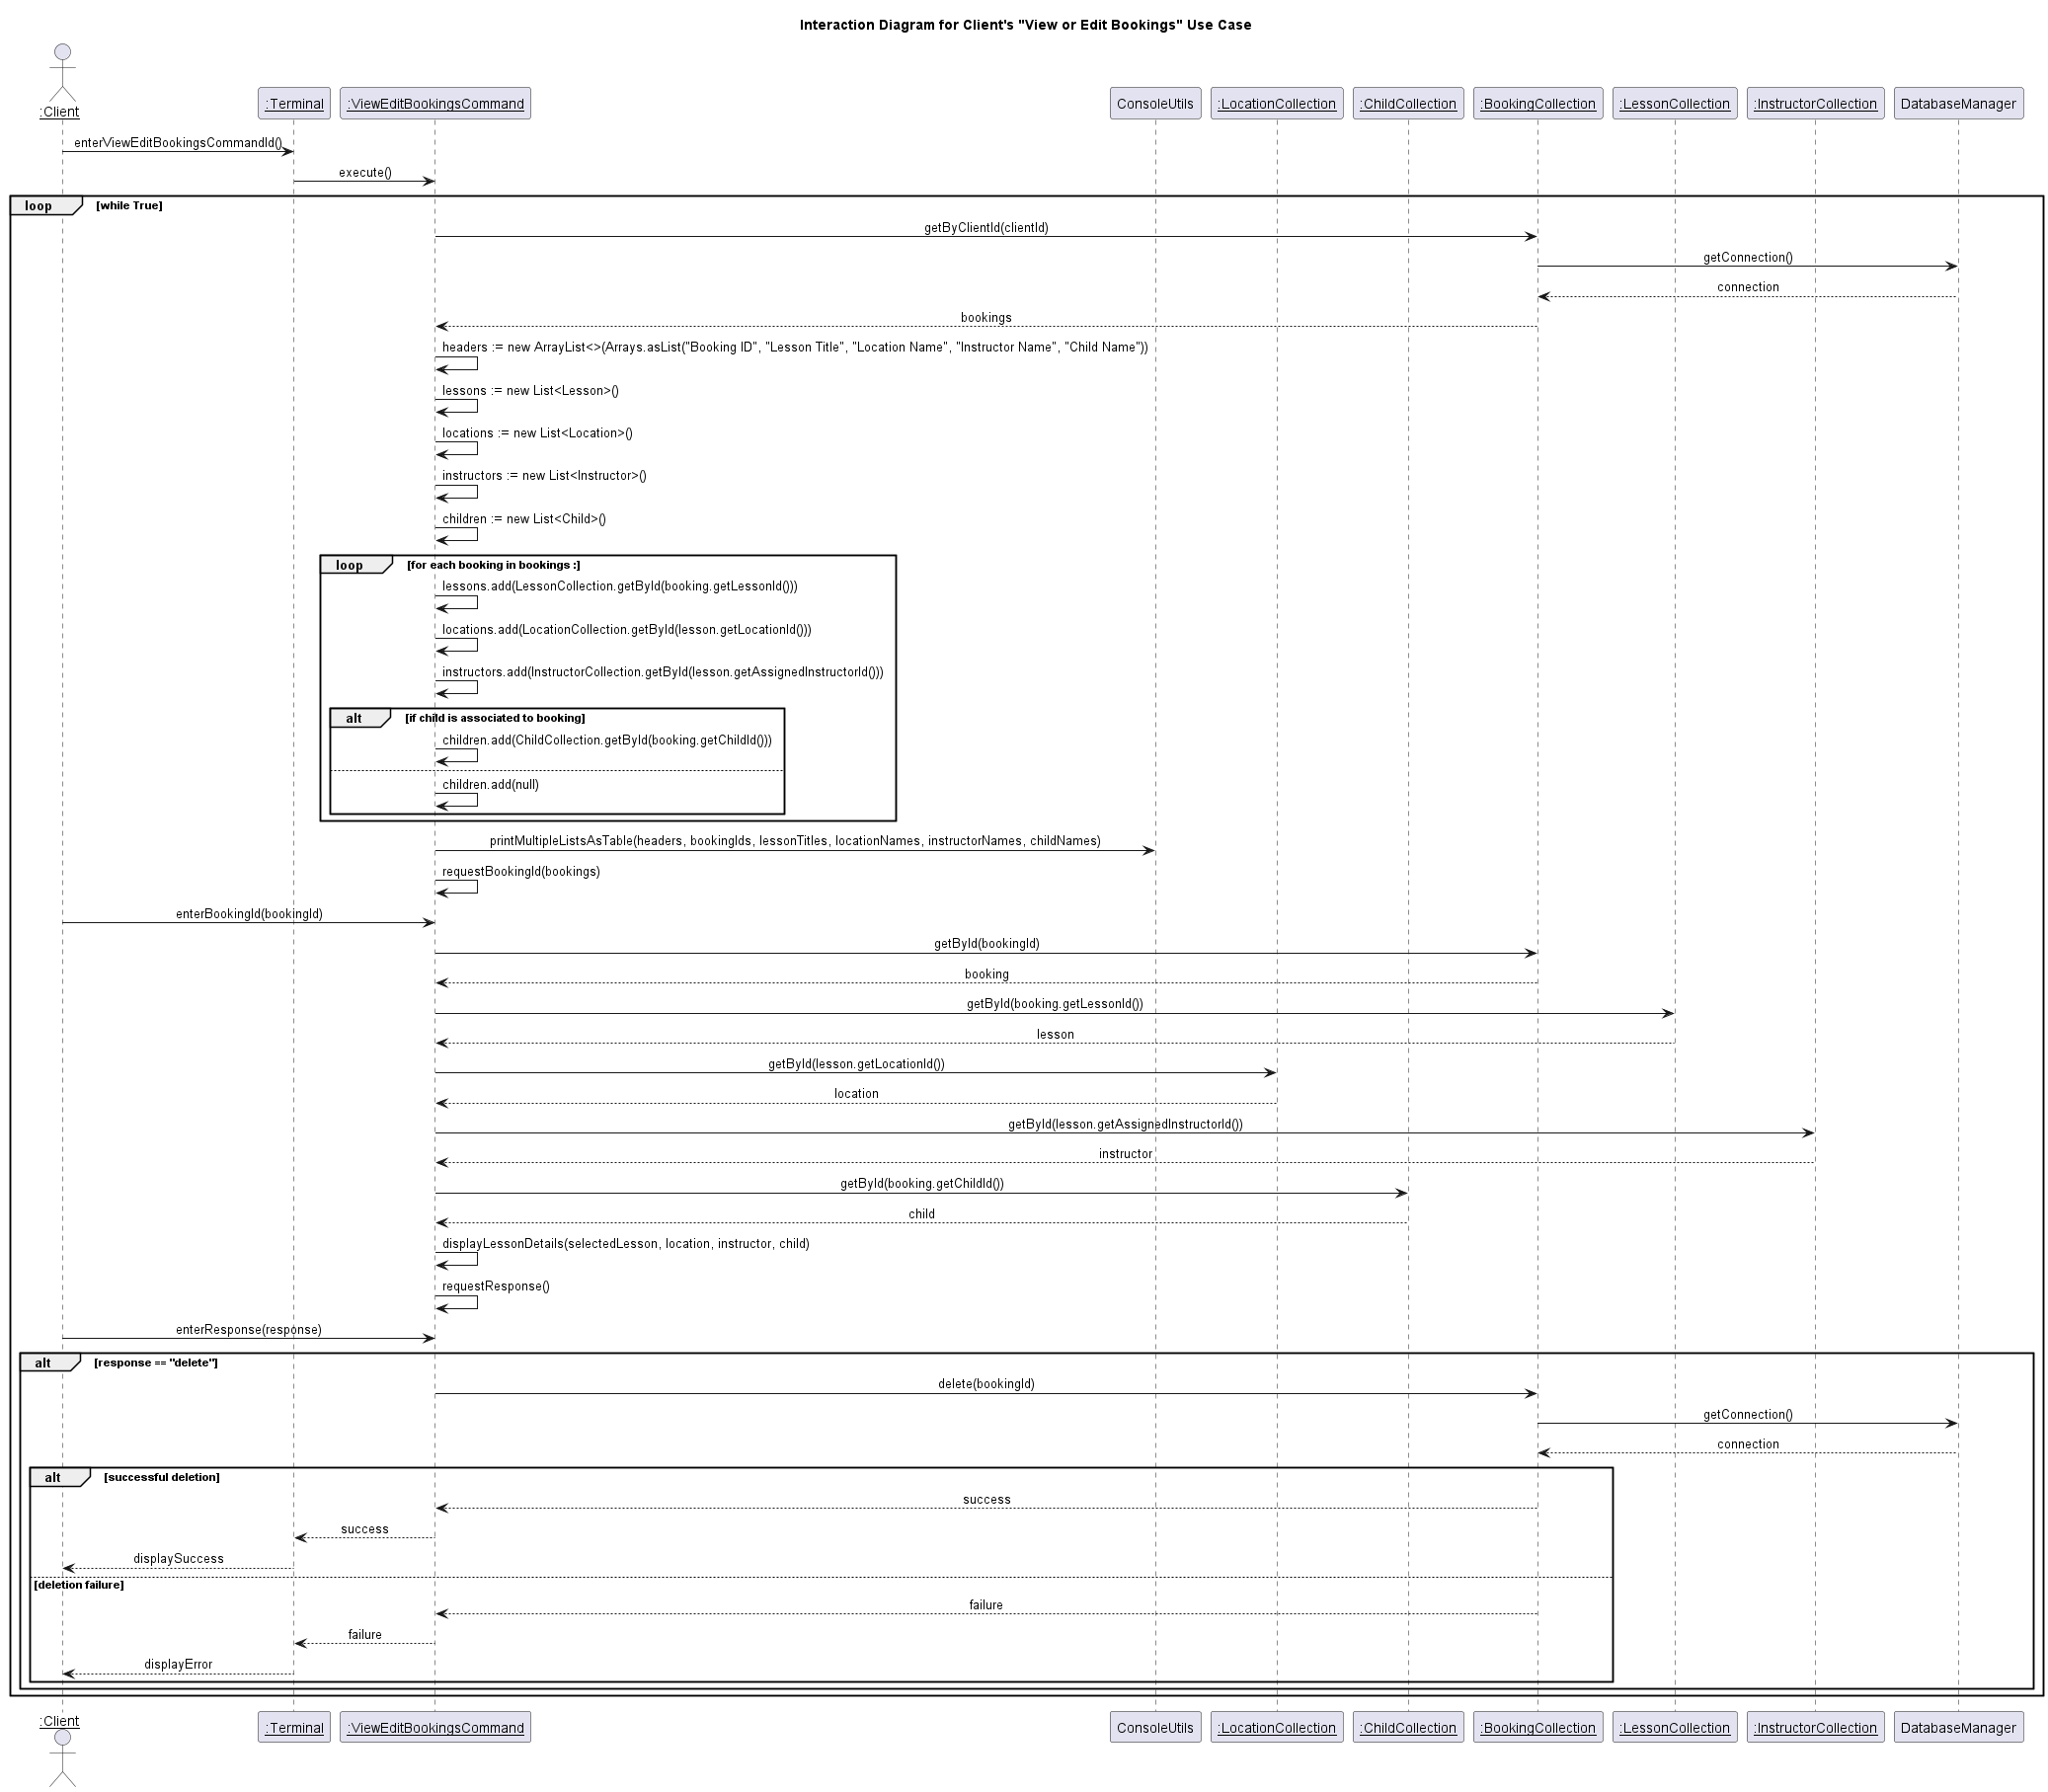 Interaction Diagram for Client's "View or Edit Bookings" Use Case
:Client
:Terminal
:ViewEditBookingsCommand
ConsoleUtils
:LocationCollection
:ChildCollection
:BookingCollection
:LessonCollection
:InstructorCollection
DatabaseManager
enterViewEditBookingsCommandId()
execute()
loop [while True]
getByClientId(clientId)
getConnection()
connection
bookings
headers := new ArrayList<>(Arrays.asList("Booking ID", "Lesson Title", "Location Name", "Instructor Name", "Child Name"))
lessons := new List<Lesson>()
locations := new List<Location>()
instructors := new List<Instructor>()
children := new List<Child>()
loop [for each booking in bookings :]
lessons.add(LessonCollection.getById(booking.getLessonId()))
locations.add(LocationCollection.getById(lesson.getLocationId()))
instructors.add(InstructorCollection.getById(lesson.getAssignedInstructorId()))
alt [if child is associated to booking]
children.add(ChildCollection.getById(booking.getChildId()))
children.add(null)
printMultipleListsAsTable(headers, bookingIds, lessonTitles, locationNames, instructorNames, childNames)
requestBookingId(bookings)
enterBookingId(bookingId)
getById(bookingId)
booking
getById(booking.getLessonId())
lesson
getById(lesson.getLocationId())
location
getById(lesson.getAssignedInstructorId())
instructor
getById(booking.getChildId())
child
displayLessonDetails(selectedLesson, location, instructor, child)
requestResponse()
enterResponse(response)
alt [response == "delete"]
delete(bookingId)
getConnection()
connection
alt [successful deletion]
success
success
displaySuccess
[deletion failure]
failure
failure
displayError
:Client
:Terminal
:ViewEditBookingsCommand
ConsoleUtils
:LocationCollection
:ChildCollection
:BookingCollection
:LessonCollection
:InstructorCollection
DatabaseManager